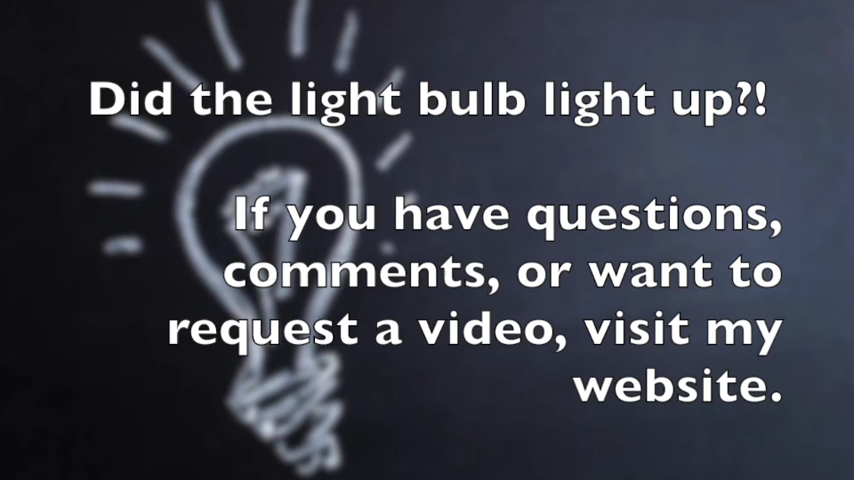 Did the light bulb light up?!
If you have questions,
comments, or want to
request a video, visit my
website.